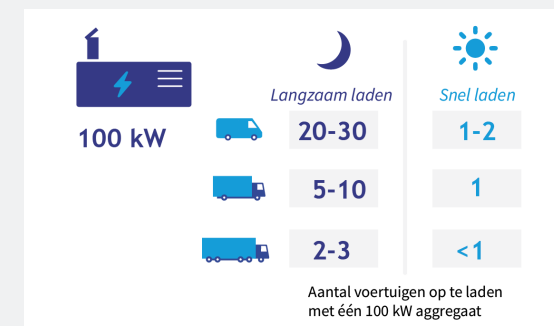 Langzaam laden
Snel laden
100 kW
20-30
1-2
5-10
1
2-3
<1
Aantal voertuigen op te laden
met één 100 kW aggregaat